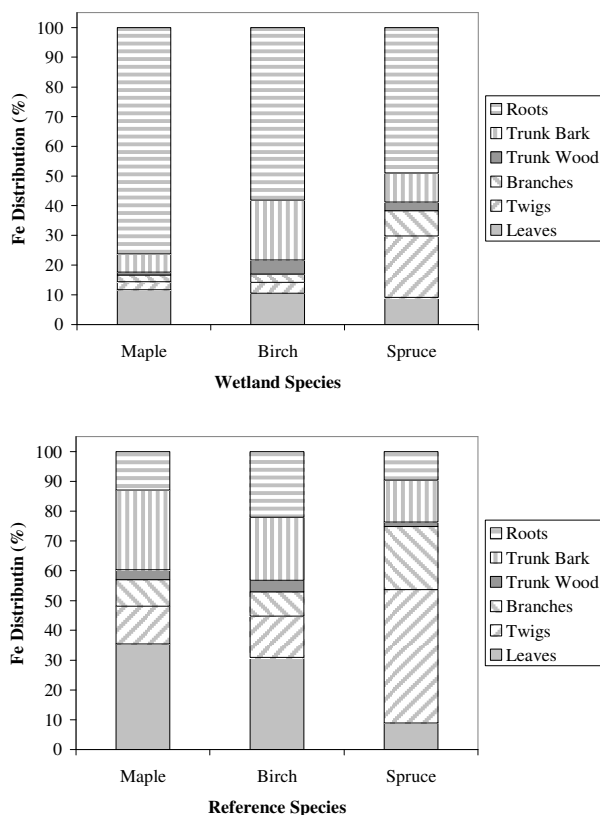 100
90
80
70
60
50
40
30
20
10
0
Fe Distribution (%)
Maple Birch Spruce
Wetland Species
Roots
Trunk Bark
Trunk Wood
Branches
Twigs
Leaves
100
90
80
70
60
50
40
30
20
10
0
Fe Distributin (%)
Maple Birch Spruce
Reference Species
Roots
Trunk Bark
Trunk Wood
Branches
Twigs
Leaves